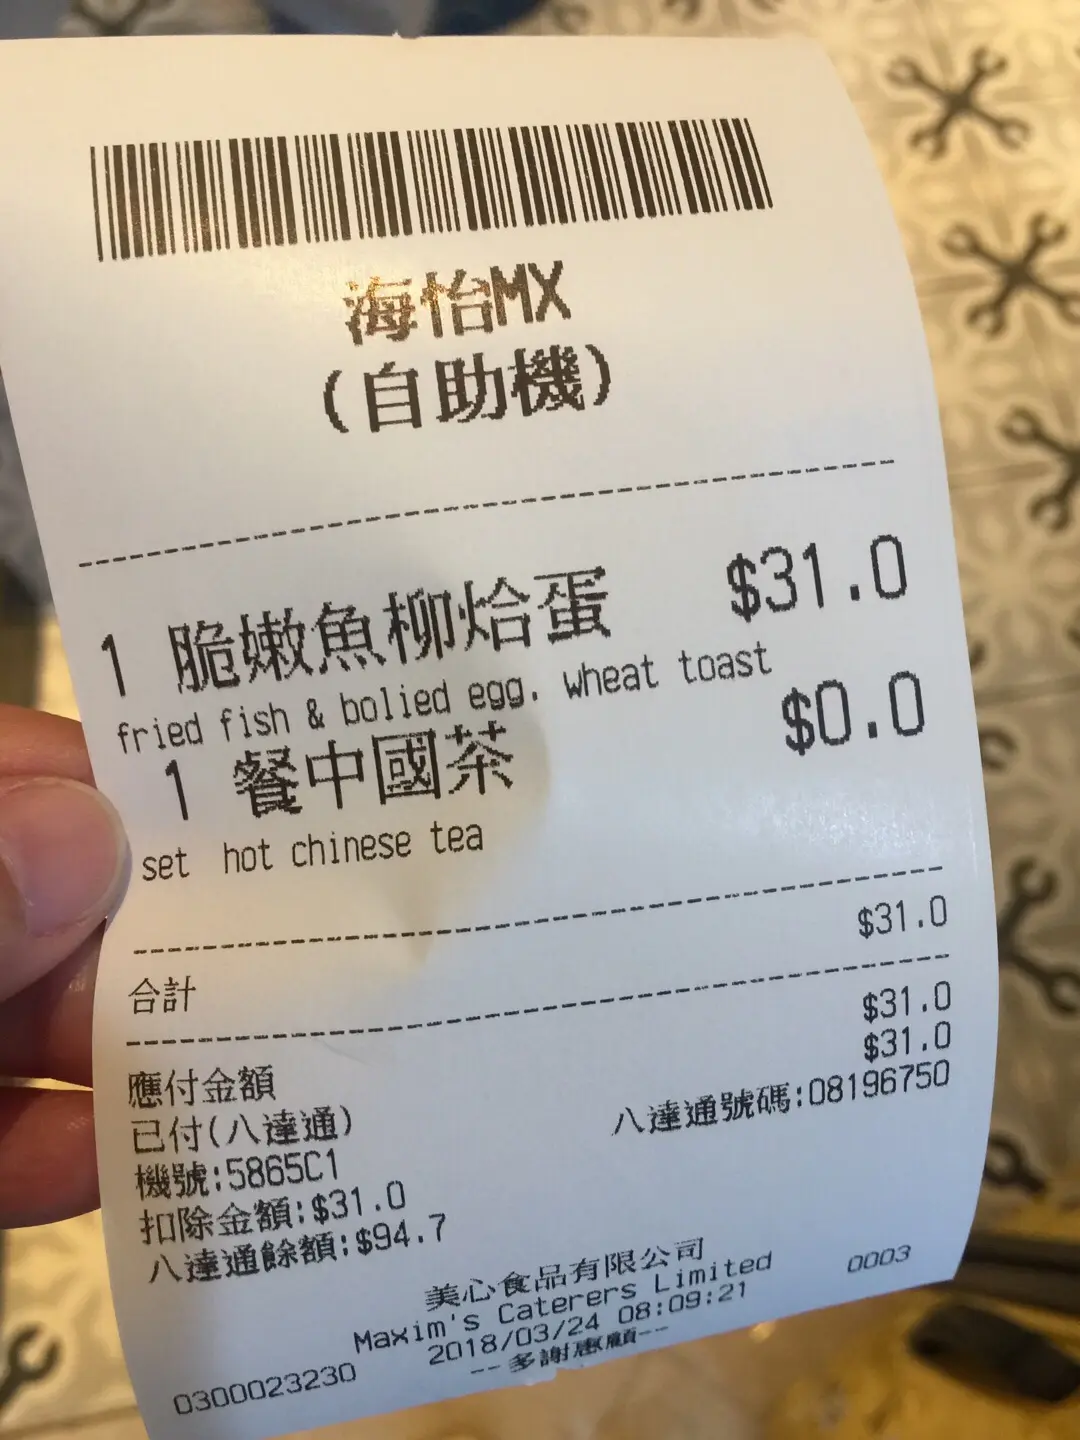 海怡MX
(自助機)
1 脆嫩魚柳烚蛋 $31.0
fried fish & bolied egg, wheat toast
1 餐中國茶 $0.0
set hot chinese tea
合計 $31.0
應付金額 $31.0
已付(八達通) $31.0
機號:5865C1 八達通號碼:08196750
扣除金額:$31.0
八達通餘額:$94.7
美心食品有限公司
Maxim's Caterers Limited 0003
2018/03/24 08:09:21
0300023230 --多謝惠顧--